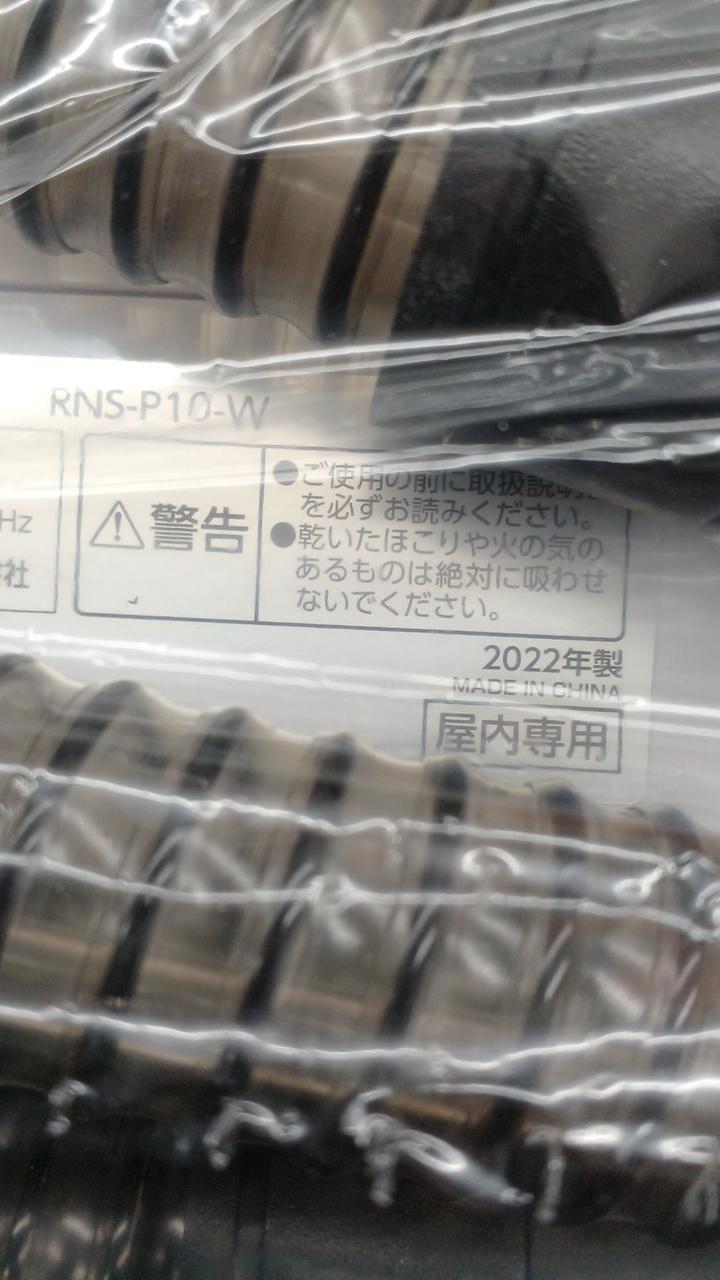 RNS-P10-W
Hz
社
警告
●ご使用の前に取扱説明
を必ずお読みください。
●乾いたほこりや火の気の
あるものは絶対に吸わせ
ないでください。
2022年製
MADE IN CHINA
屋内専用